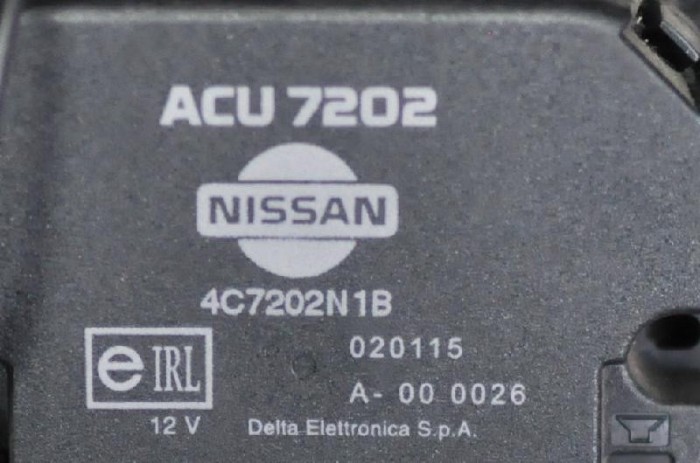 ACU 7202
NISSAN
4C7202N1B
e IRL
020115
A- 00 0026
12 V
Delta Elettronica S.p.A.